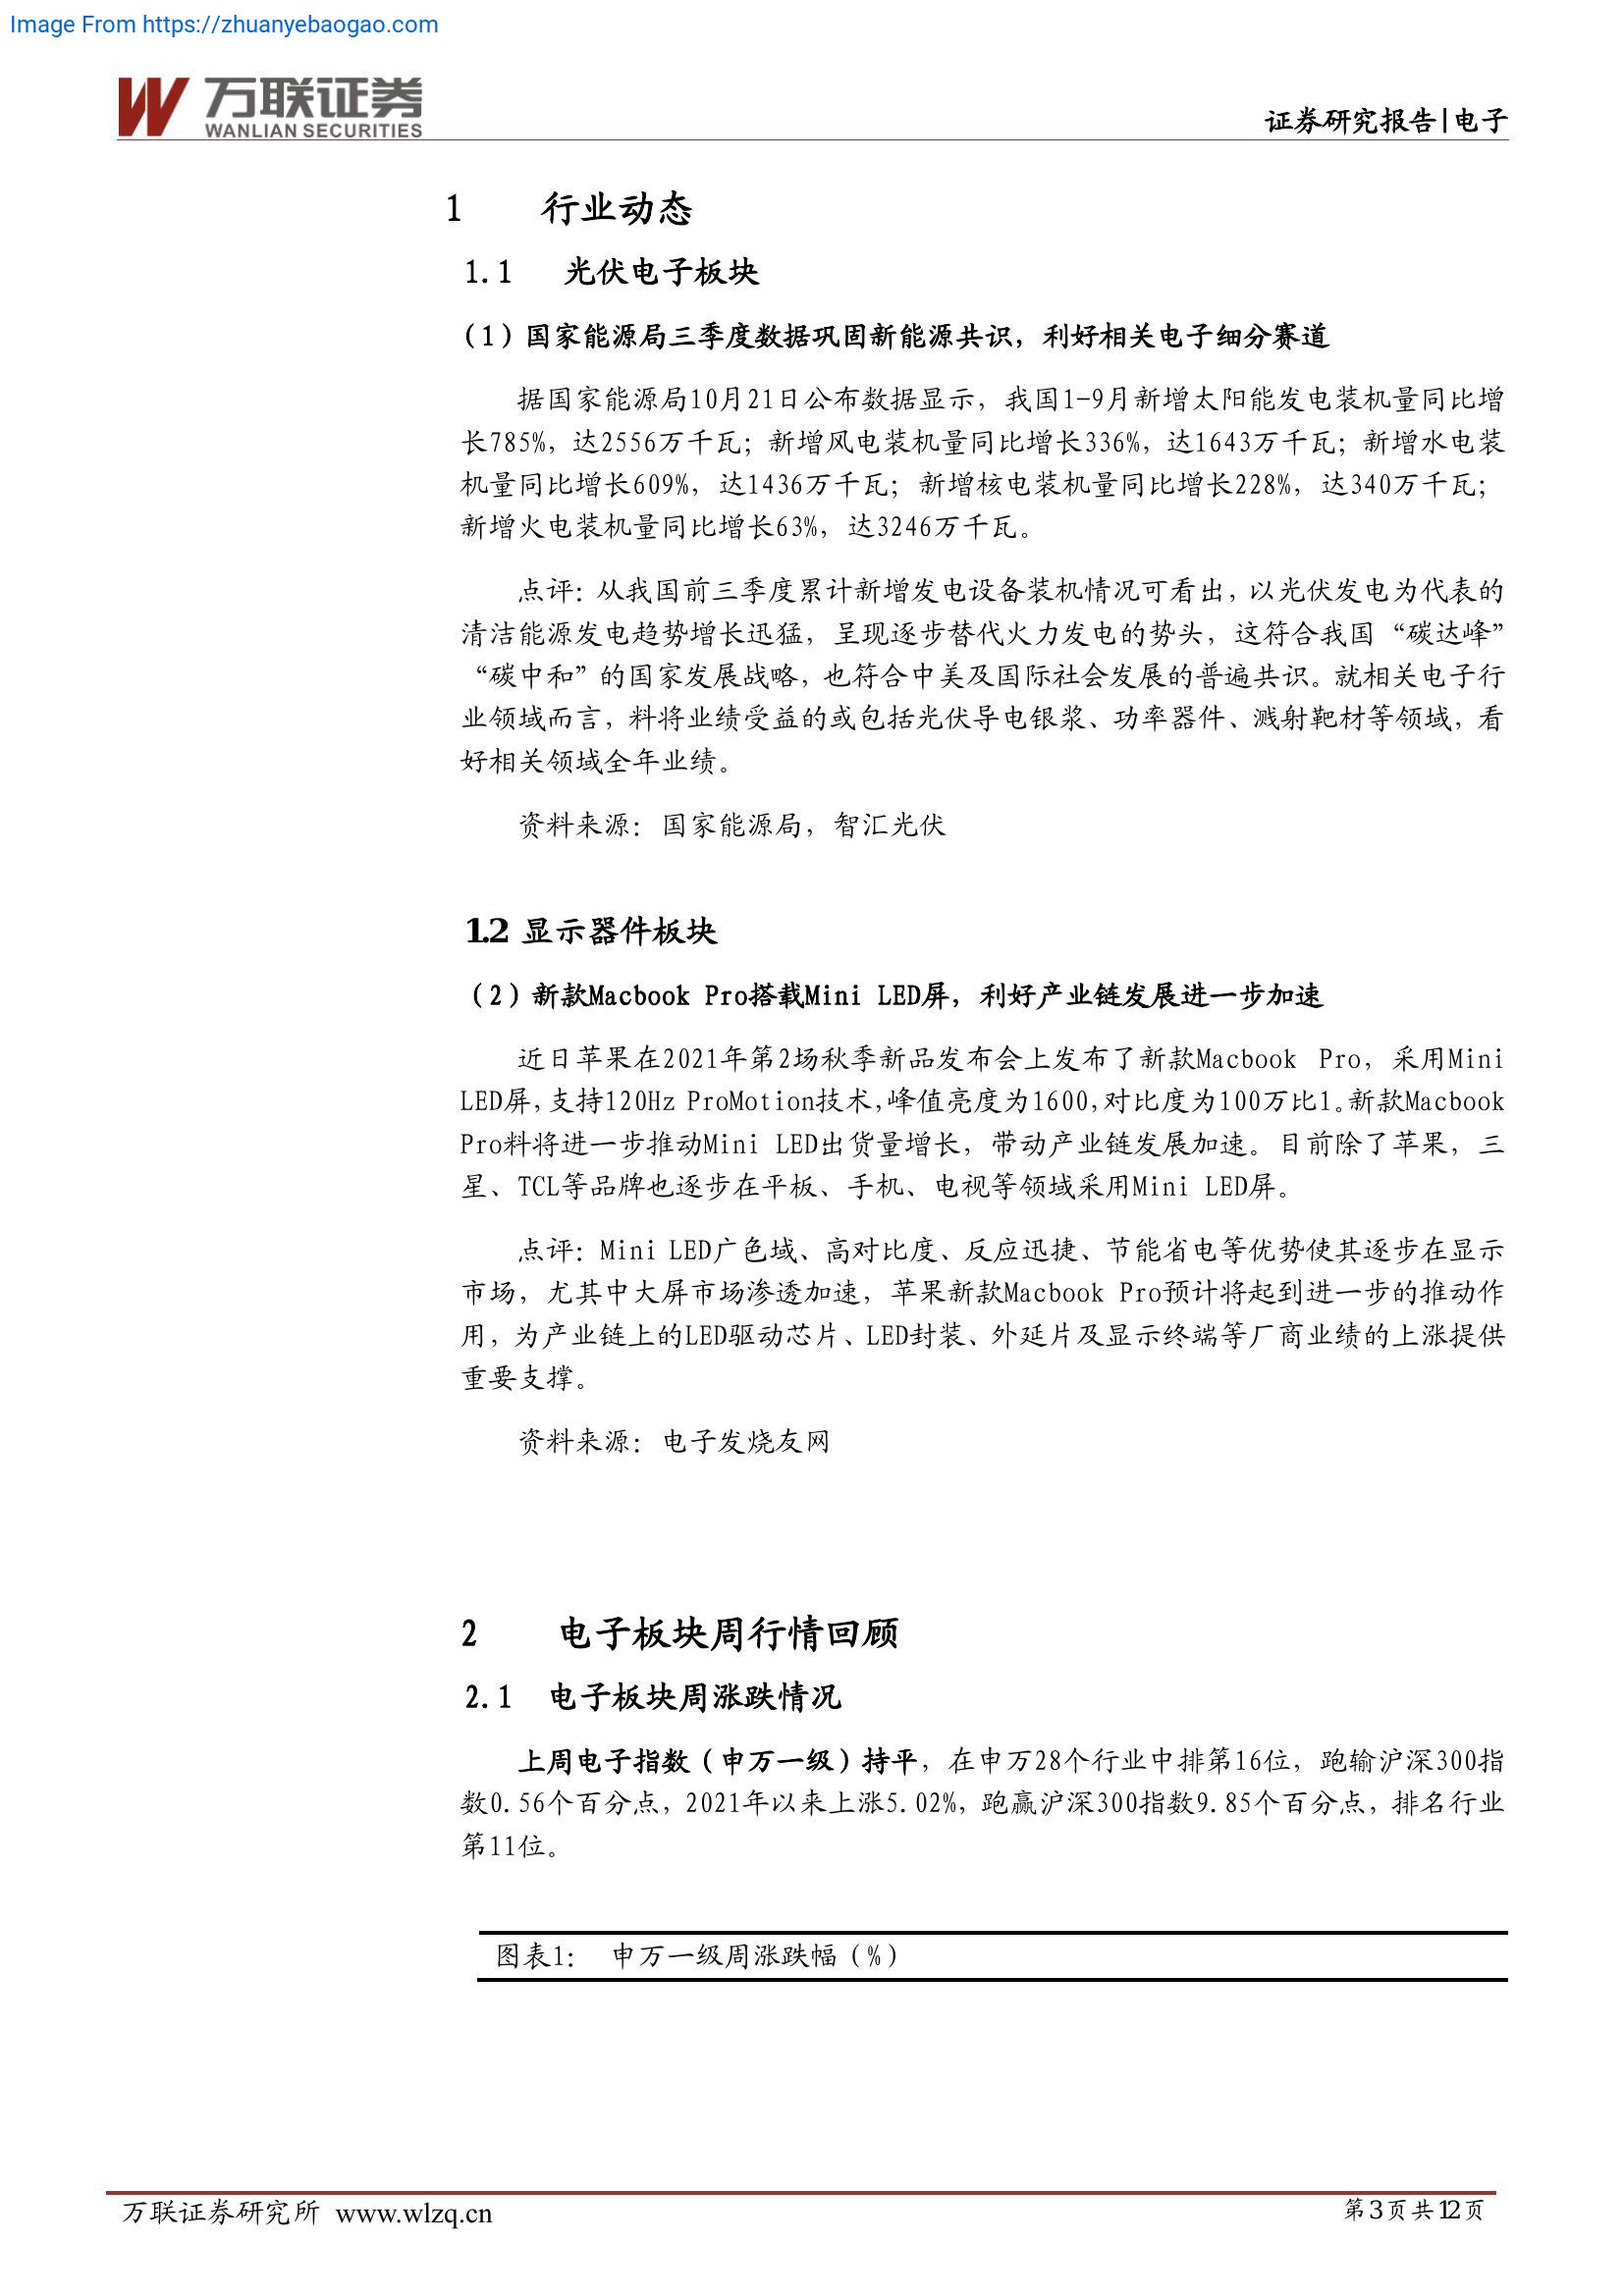 Image From https://zhuanyebaogao.com
万联证券
WANLIAN SECURITIES
证券研究报告|电子
1 行业动态
1.1 光伏电子板块
（1）国家能源局三季度数据巩固新能源共识，利好相关电子细分赛道
据国家能源局10月21日公布数据显示，我国1-9月新增太阳能发电装机量同比增
长785%，达2556万千瓦；新增风电装机量同比增长336%，达1643万千瓦；新增水电装
机量同比增长609%，达1436万千瓦；新增核电装机量同比增长228%，达340万千瓦；
新增火电装机量同比增长63%，达3246万千瓦。
点评：从我国前三季度累计新增发电设备装机情况可看出，以光伏发电为代表的
清洁能源发电趋势增长迅猛，呈现逐步替代火力发电的势头，这符合我国“碳达峰”
“碳中和”的国家发展战略，也符合中美及国际社会发展的普遍共识。就相关电子行
业领域而言，料将业绩受益的或包括光伏导电银浆、功率器件、溅射靶材等领域，看
好相关领域全年业绩。
资料来源：国家能源局，智汇光伏
1.2 显示器件板块
（2）新款Macbook Pro搭载Mini LED屏，利好产业链发展进一步加速
近日苹果在2021年第2场秋季新品发布会上发布了新款Macbook Pro，采用Mini
LED屏，支持120Hz ProMotion技术，峰值亮度为1600，对比度为100万比1。新款Macbook
Pro料将进一步推动Mini LED出货量增长，带动产业链发展加速。目前除了苹果，三
星、TCL等品牌也逐步在平板、手机、电视等领域采用Mini LED屏。
点评：Mini LED广色域、高对比度、反应迅捷、节能省电等优势使其逐步在显示
市场，尤其中大屏市场渗透加速，苹果新款Macbook Pro预计将起到进一步的推动作
用，为产业链上的LED驱动芯片、LED封装、外延片及显示终端等厂商业绩的上涨提供
重要支撑。
资料来源：电子发烧友网
2 电子板块周行情回顾
2.1 电子板块周涨跌情况
上周电子指数（申万一级）持平，在申万28个行业中排第16位，跑输沪深300指
数0.56个百分点，2021年以来上涨5.02%，跑赢沪深300指数9.85个百分点，排名行业
第11位。
图表1： 申万一级周涨跌幅（%）
万联证券研究所 www.wlzq.cn
第3页共12页